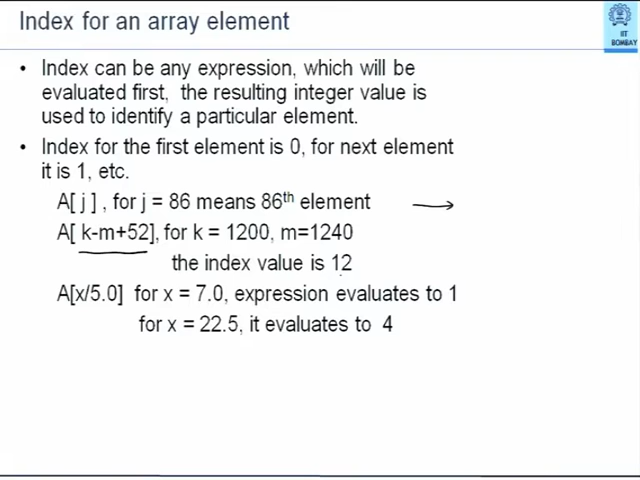 Index for an array element
IIT
BOMBAY
• Index can be any expression, which will be
evaluated first, the resulting integer value is
used to identify a particular element.
• Index for the first element is 0, for next element
it is 1, etc.
A[ j ] , for j = 86 means 86th element
A[ k-m+52], for k = 1200, m=1240
the index value is 12
A[x/5.0] for x = 7.0, expression evaluates to 1
for x = 22.5, it evaluates to 4